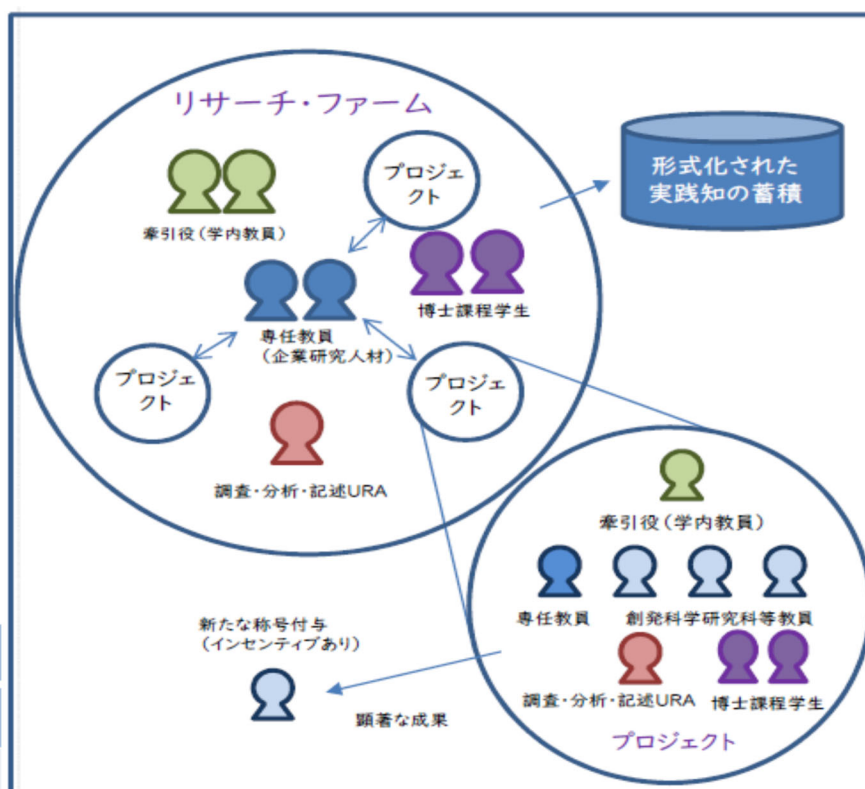 リサーチ・ファーム
プロジェ
クト
形式化された
実践知の蓄積
牽引役(学内教員)
博士課程学生
専任教員
(企業研究人材)
プロジェ
クト
プロジェ
クト
調査・分析・記述URA
牽引役(学内教員)
専任教員
創発科学研究科等教員
調査・分析・記述URA
博士課程学生
プロジェクト
新たな称号付与
(インセンティブあり)
顕著な成果